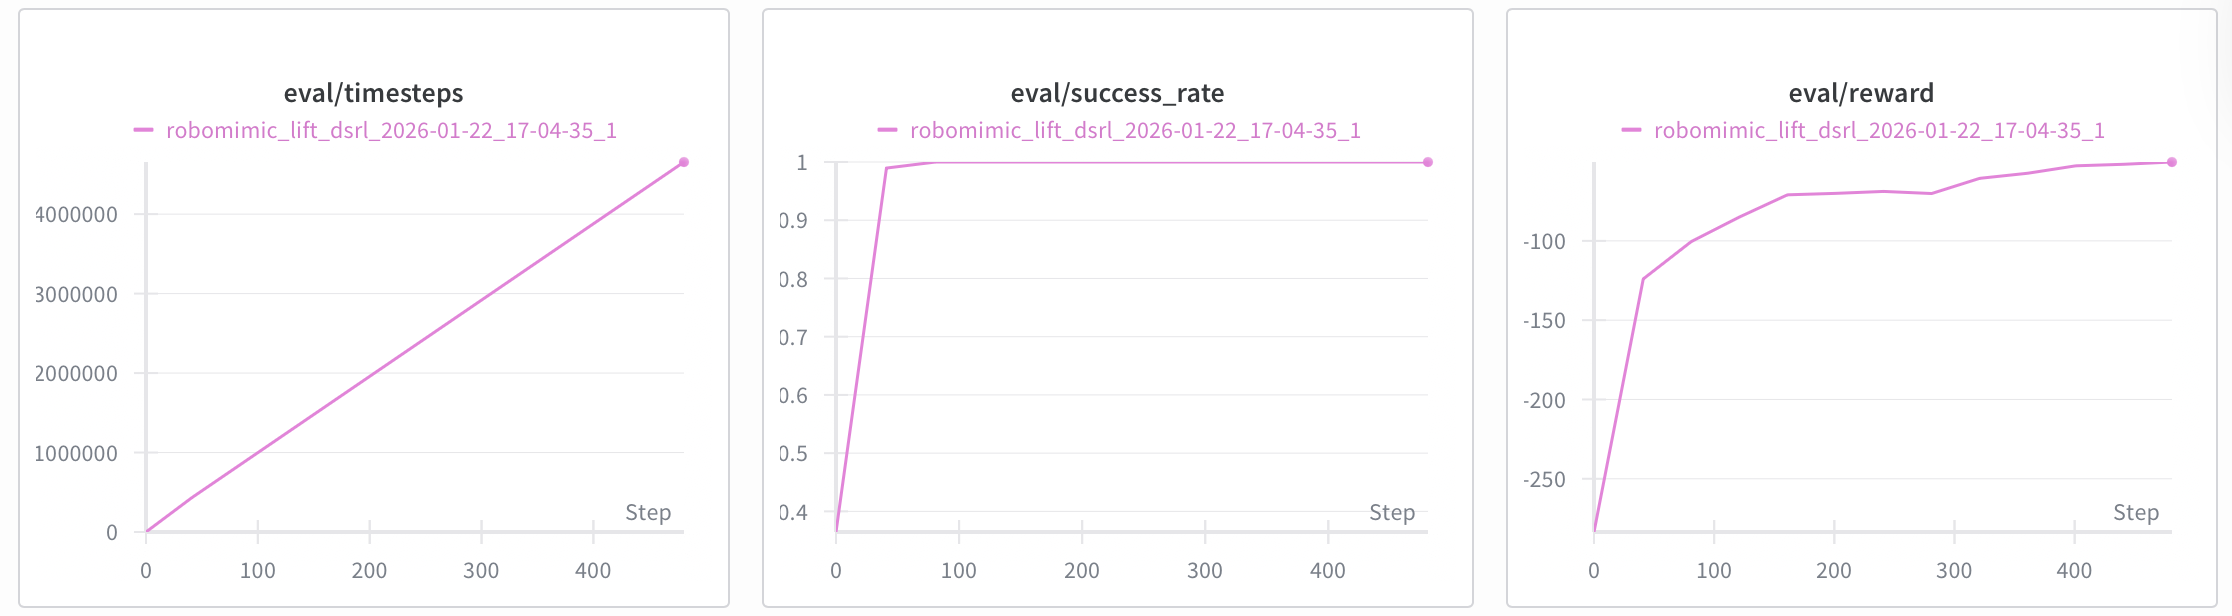 eval/timesteps
robomimic_lift_dsrl_2026-01-22_17-04-35_1
4000000
3000000
2000000
1000000
0
Step
0 100 200 300 400
eval/success_rate
robomimic_lift_dsrl_2026-01-22_17-04-35_1
1
0.9
0.8
0.7
0.6
0.5
0.4
Step
0 100 200 300 400
eval/reward
robomimic_lift_dsrl_2026-01-22_17-04-35_1
-100
-150
-200
-250
Step
0 100 200 300 400